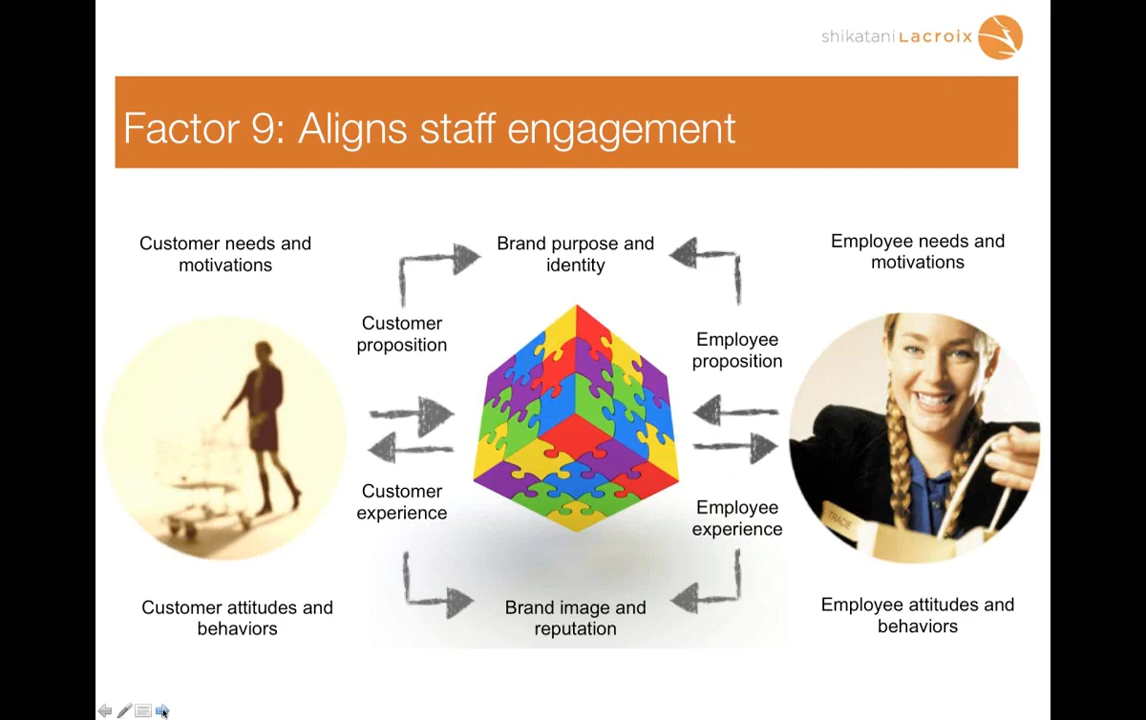 shikatani Lacroix
Factor 9: Aligns staff engagement
Customer needs and
motivations
Brand purpose and
identity
Employee needs and
motivations
Customer
proposition
Employee
proposition
Customer
experience
Employee
experience
TRACIE
Customer attitudes and
behaviors
Brand image and
reputation
Employee attitudes and
behaviors